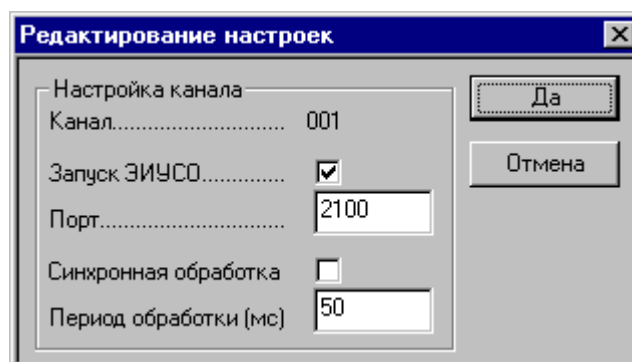 Редактирование настроек
Настройка канала
Канал............................ 001
Да
Запуск ЭИУСО..............
Отмена
Порт............................... 2100
Синхронная обработка
Период обработки (мс) 50